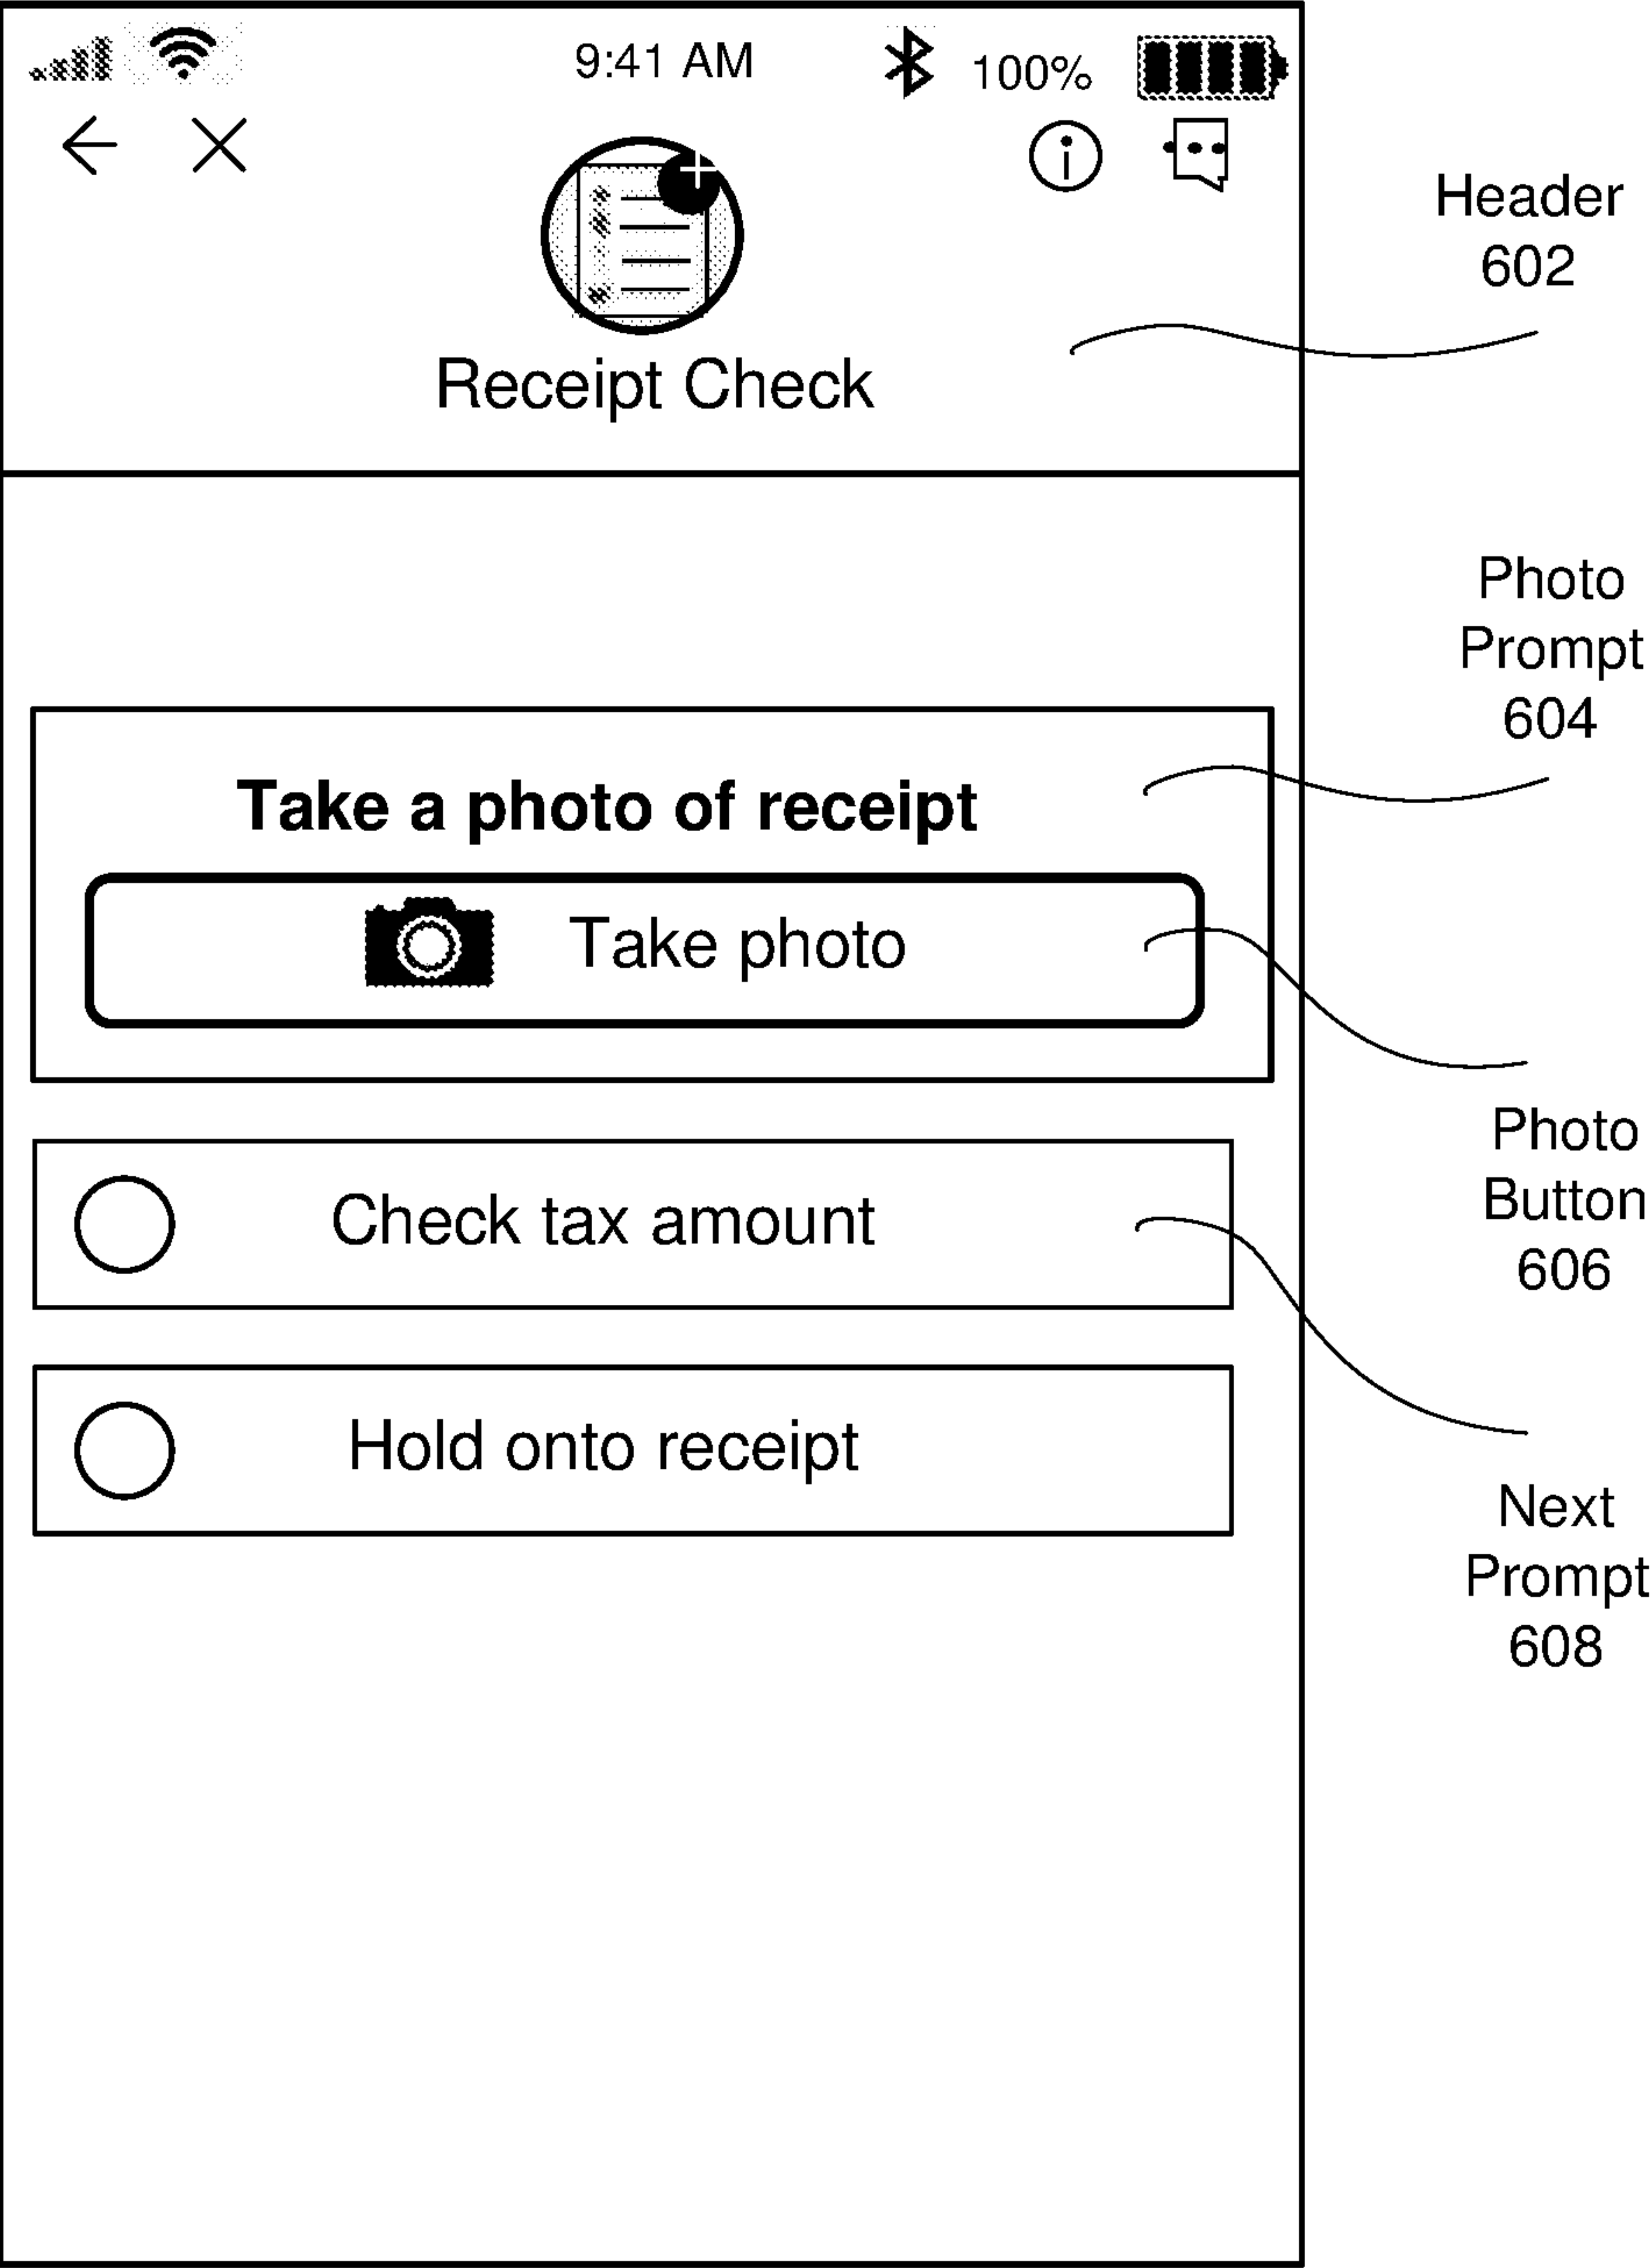 9:41 AM
100%
Header
602
Receipt Check
Photo
Prompt
604
Take a photo of receipt
Take photo
Photo
Button
606
Check tax amount
Hold onto receipt
Next
Prompt
608